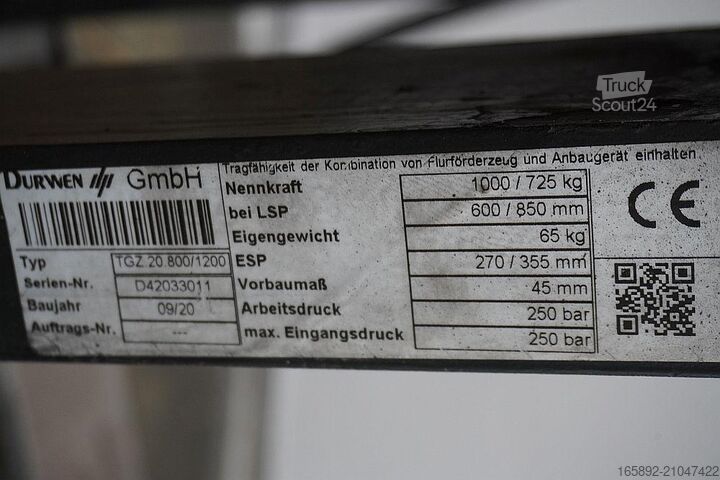 Truck
Scout24
Tragfähigkeit der Kombination von Flurförderzeug und Anbaugerät einhalten
DURWEN GmbH
Nennkraft 1000 / 725 kg
bei LSP 600 / 850 mm
Eigengewicht 65 kg
Typ TGZ 20.800/1200 ESP 270 / 355 mm
Serien-Nr. D42033011 Vorbaumaß 45 mm
Baujahr 09/20 Arbeitsdruck 250 bar
Auftrags-Nr. --- max. Eingangsdruck 250 bar
CE
165892-21047422